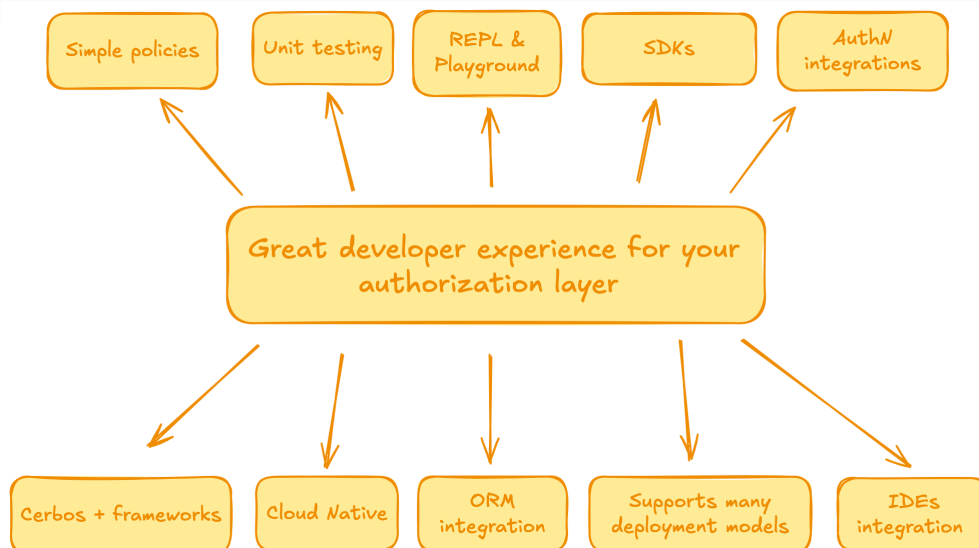 Simple policies
Unit testing
REPL &
Playground
SDKs
AuthN
integrations
Great developer experience for your
authorization layer
Cerbos + frameworks
Cloud Native
ORM
integration
Supports many
deployment models
IDEs
integration